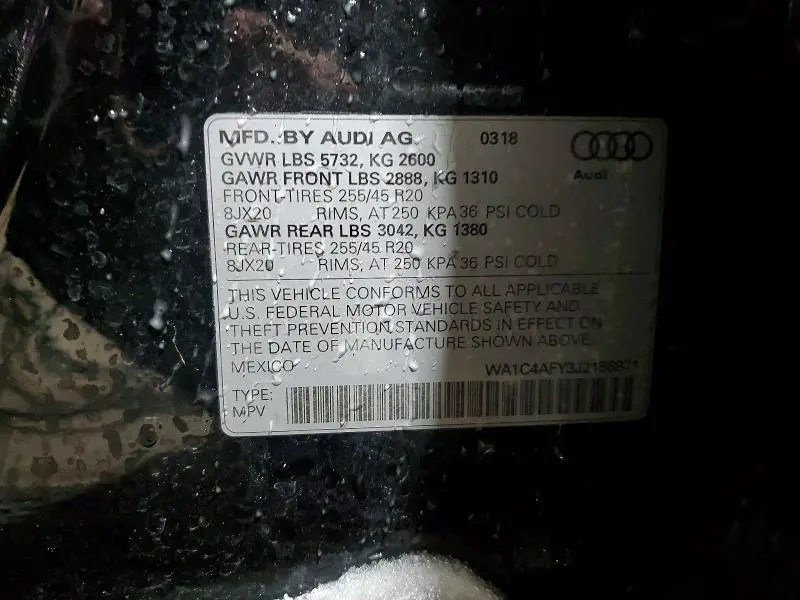 MFD. BY AUDI AG 0318
Audi
GVWR LBS 5732, KG 2600
GAWR FRONT LBS 2888, KG 1310
FRONT-TIRES 255/45 R20
8JX20 RIMS, AT 250 KPA 36 PSI COLD
GAWR REAR LBS 3042, KG 1380
REAR-TIRES 255/45 R20
8JX20 RIMS, AT 250 KPA 36 PSI COLD
THIS VEHICLE CONFORMS TO ALL APPLICABLE
U.S. FEDERAL MOTOR VEHICLE SAFETY AND
THEFT PREVENTION STANDARDS IN EFFECT ON
THE DATE OF MANUFACTURE SHOWN ABOVE.
MEXICO
TYPE:
MPV